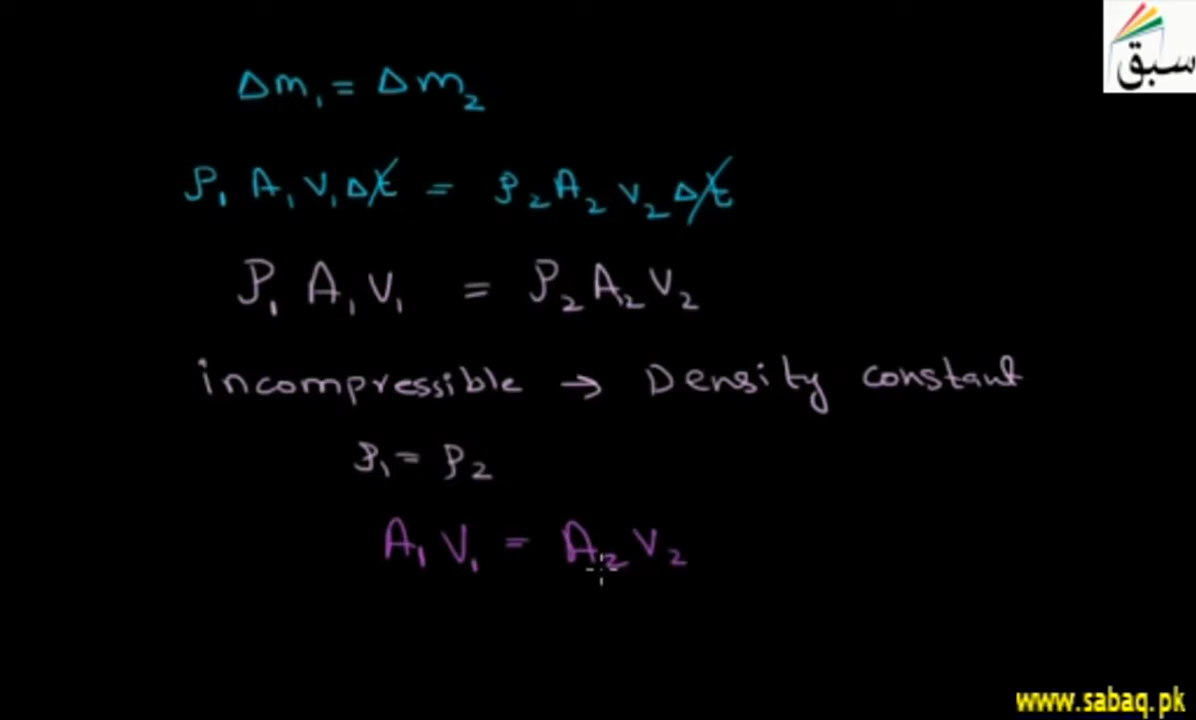 سبق
Δm₁ = Δm₂
ρ₁ A₁ V₁ Δt = ρ₂ A₂ V₂ Δt
ρ₁ A₁ V₁ = ρ₂ A₂ V₂
incompressible → Density constant
ρ₁ = ρ₂
A₁ V₁ = A₂ V₂
www.sabaq.pk